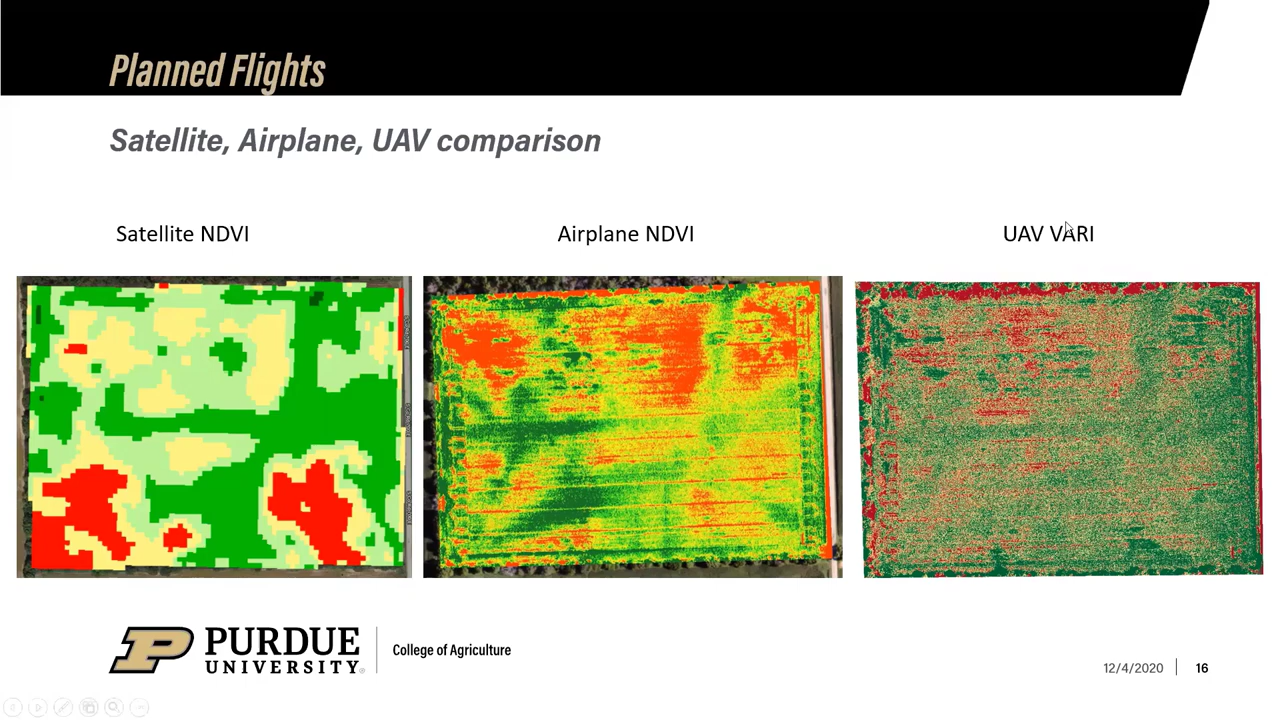 Planned Flights
Satellite, Airplane, UAV comparison
Satellite NDVI
Airplane NDVI
UAV VARI
PURDUE
UNIVERSITY®
College of Agriculture
12/4/2020
16